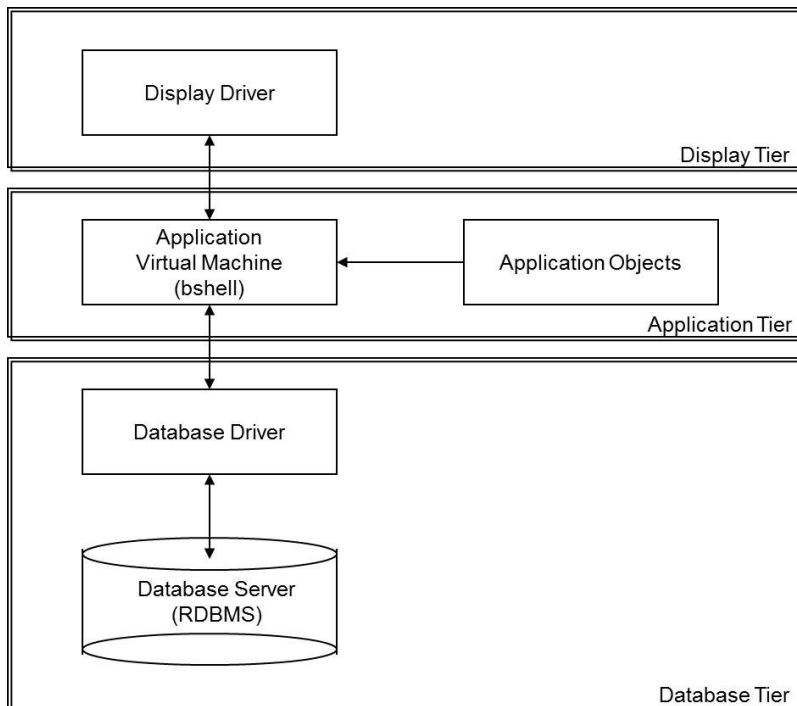 Display Driver
Display Tier
Application
Virtual Machine
(bshell)
Application Objects
Application Tier
Database Driver
Database Server
(RDBMS)
Database Tier